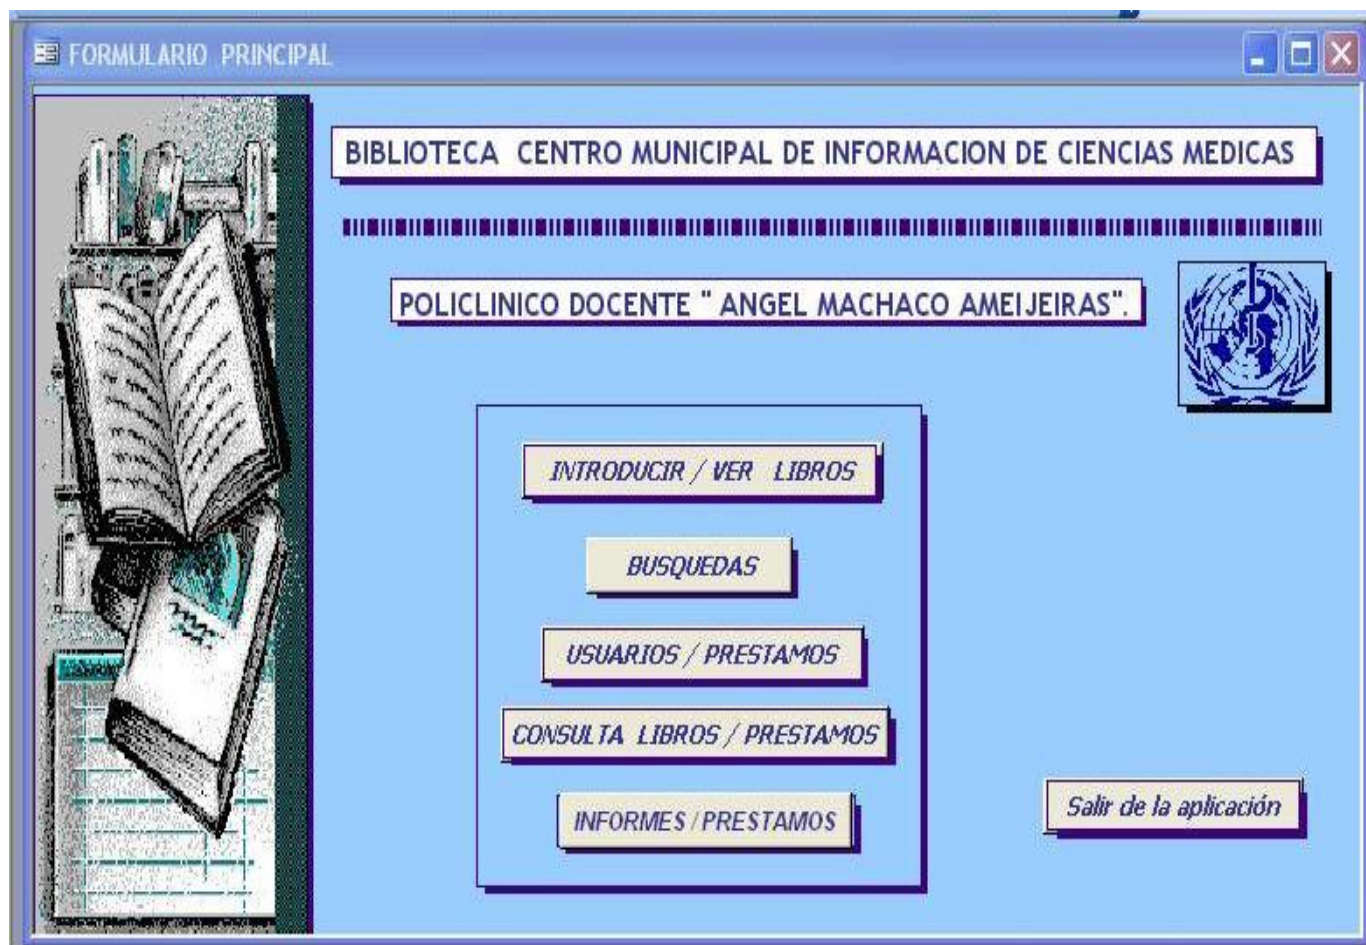 FORMULARIO PRINCIPAL
BIBLIOTECA CENTRO MUNICIPAL DE INFORMACION DE CIENCIAS MEDICAS
POLICLINICO DOCENTE " ANGEL MACHACO AMEIJEIRAS".
INTRODUCIR / VER LIBROS
BUSQUEDAS
USUARIOS / PRESTAMOS
CONSULTA LIBROS / PRESTAMOS
INFORMES / PRESTAMOS
Salir de la aplicación